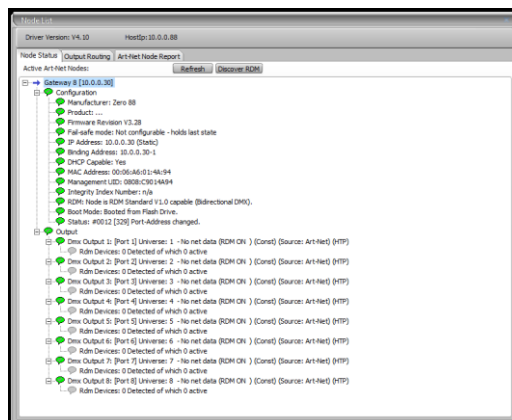 Node List
Driver Version: V4.10 HostIp:10.0.0.88
Node Status Output Routing Art-Net Node Report
Active Art-Net Nodes: Refresh Discover RDM
Gateway 8 [10.0.0.30]
Configuration
Manufacturer: Zero 88
Product: ...
Firmware Revision V3.28
Fail-safe mode: Not configurable - holds last state
IP Address: 10.0.0.30 (Static)
Binding Address: 10.0.0.30-1
DHCP Capable: Yes
MAC Address: 00:06:A6:01:4A:94
Management UID: 0808:C9014A94
Integrity Index Number: n/a
RDM: Node is RDM Standard V1.0 capable (Bidirectional DMX).
Boot Mode: Booted from Flash Drive.
Status: #0012 [329] Port-Address changed.
Output
Dmx Output 1: [Port 1] Universe: 1 - No net data (RDM ON ) (Const) (Source: Art-Net) (HTP)
Rdm Devices: 0 Detected of which 0 active
Dmx Output 2: [Port 2] Universe: 2 - No net data (RDM ON ) (Const) (Source: Art-Net) (HTP)
Rdm Devices: 0 Detected of which 0 active
Dmx Output 3: [Port 3] Universe: 3 - No net data (RDM ON ) (Const) (Source: Art-Net) (HTP)
Rdm Devices: 0 Detected of which 0 active
Dmx Output 4: [Port 4] Universe: 4 - No net data (RDM ON ) (Const) (Source: Art-Net) (HTP)
Rdm Devices: 0 Detected of which 0 active
Dmx Output 5: [Port 5] Universe: 5 - No net data (RDM ON ) (Const) (Source: Art-Net) (HTP)
Rdm Devices: 0 Detected of which 0 active
Dmx Output 6: [Port 6] Universe: 6 - No net data (RDM ON ) (Const) (Source: Art-Net) (HTP)
Rdm Devices: 0 Detected of which 0 active
Dmx Output 7: [Port 7] Universe: 7 - No net data (RDM ON ) (Const) (Source: Art-Net) (HTP)
Rdm Devices: 0 Detected of which 0 active
Dmx Output 8: [Port 8] Universe: 8 - No net data (RDM ON ) (Const) (Source: Art-Net) (HTP)
Rdm Devices: 0 Detected of which 0 active